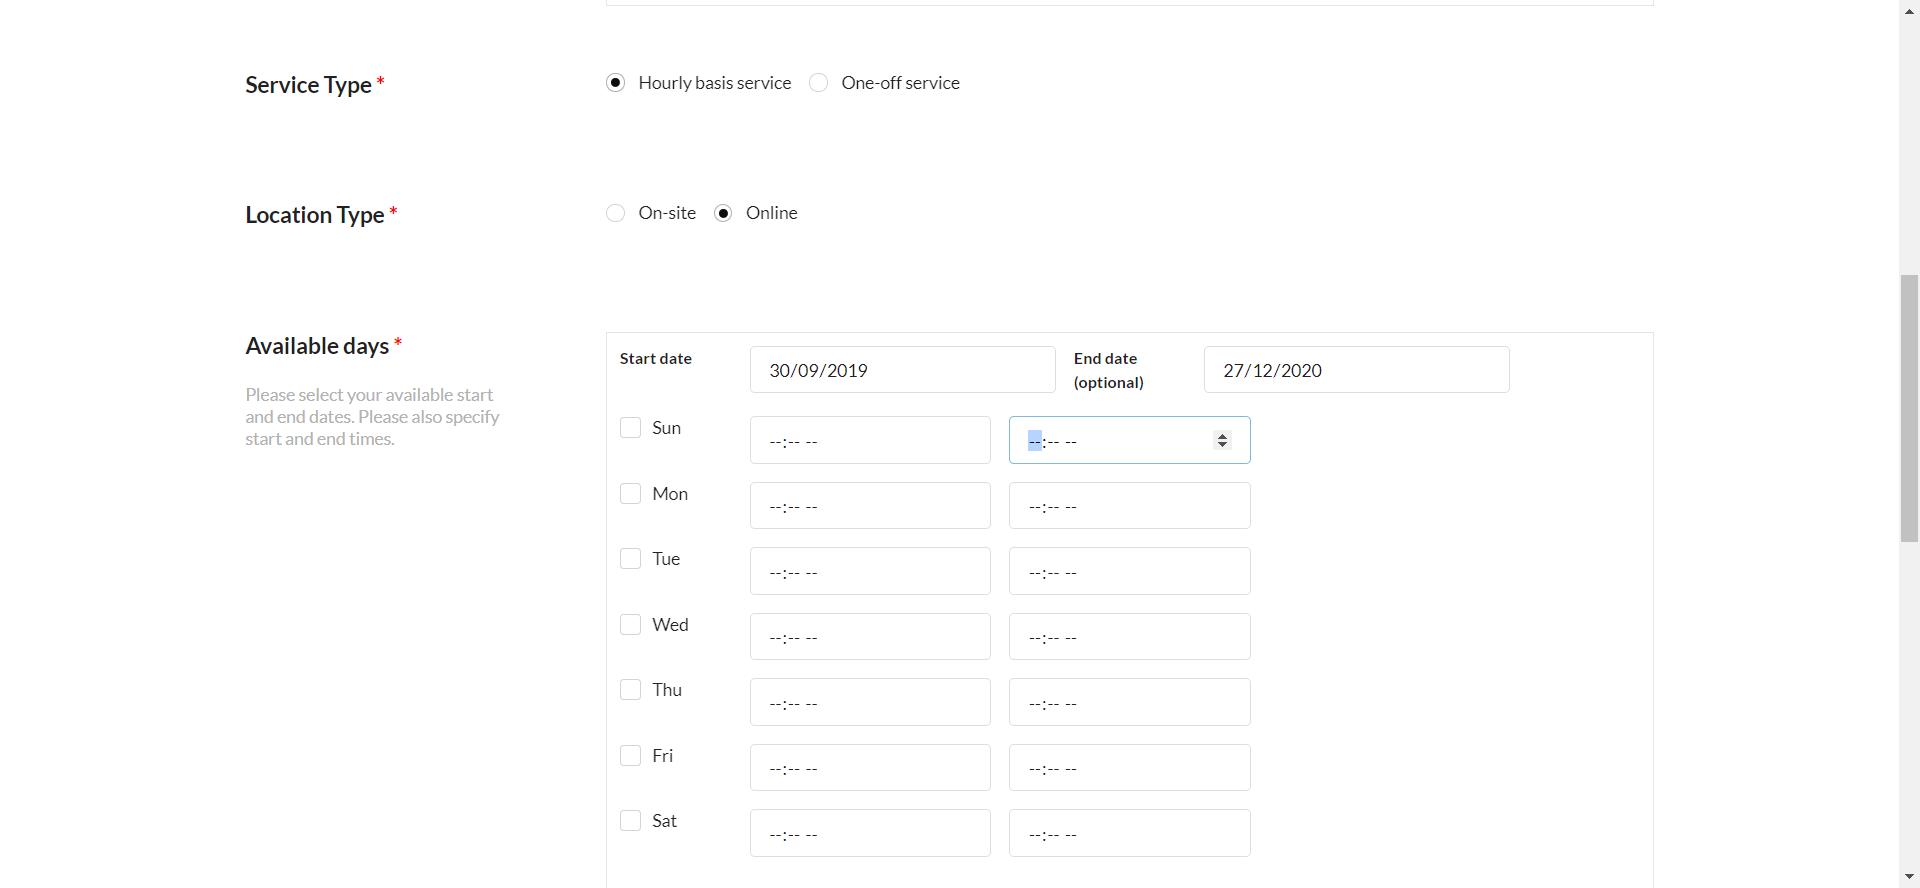 Service Type *
Hourly basis service One-off service
Location Type *
On-site Online
Available days *
Please select your available start
and end dates. Please also specify
start and end times.
Start date 30/09/2019 End date
(optional) 27/12/2020
Sun --:-- -- --:-- --
Mon --:-- -- --:-- --
Tue --:-- -- --:-- --
Wed --:-- -- --:-- --
Thu --:-- -- --:-- --
Fri --:-- -- --:-- --
Sat --:-- -- --:-- --